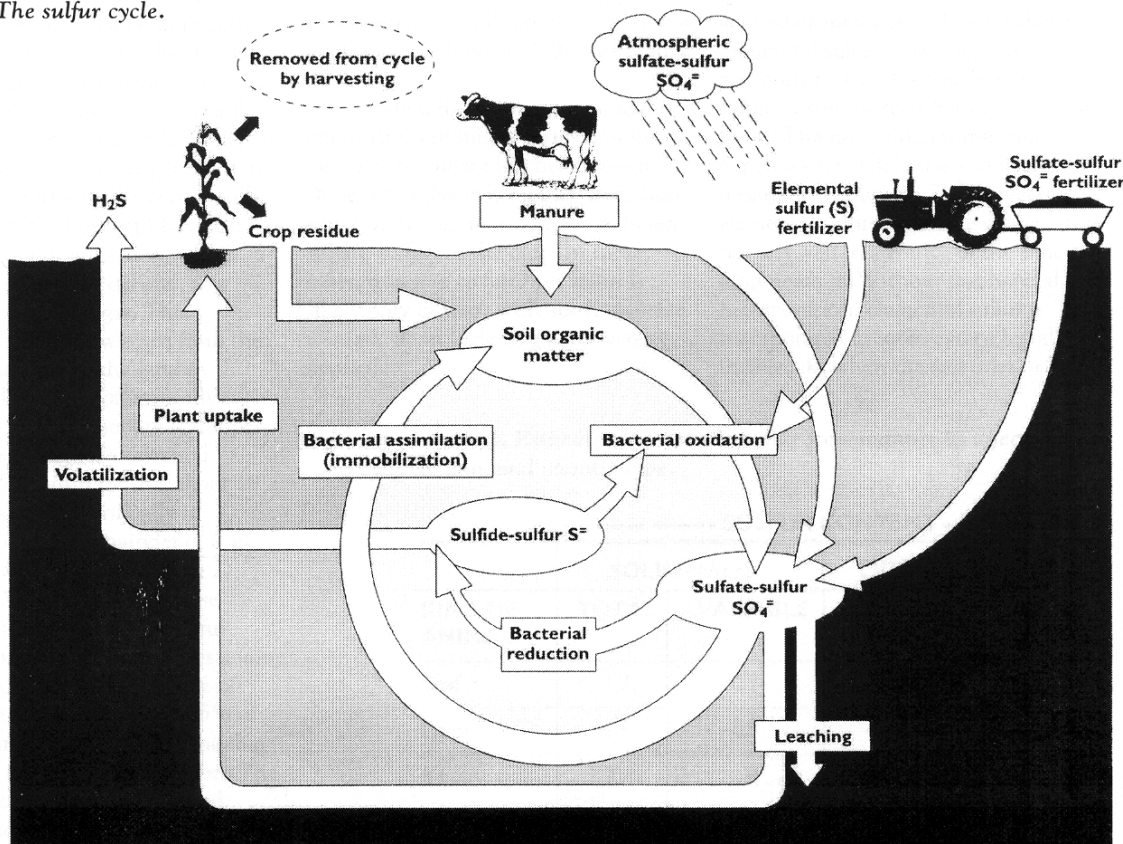 The sulfur cycle.
Removed from cycle
by harvesting
Atmospheric
sulfate-sulfur
SO₄⁼
H₂S
Crop residue
Manure
Elemental
sulfur (S)
fertilizer
Sulfate-sulfur
SO₄⁼ fertilizer
Soil organic
matter
Plant uptake
Bacterial assimilation
(immobilization)
Bacterial oxidation
Volatilization
Sulfide-sulfur S⁼
Sulfate-sulfur
SO₄⁼
Bacterial
reduction
Leaching